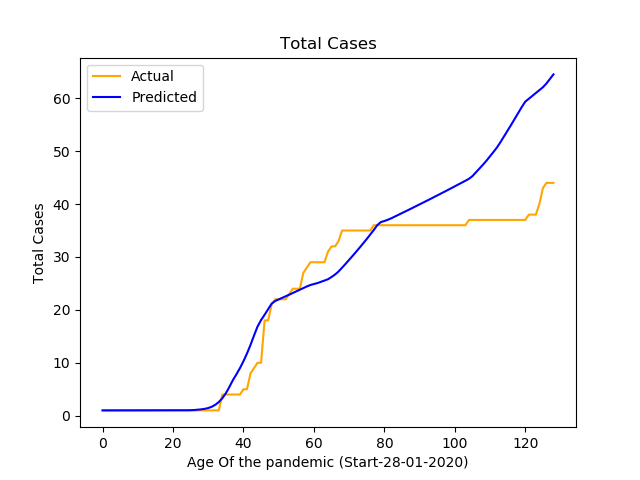 Total Cases
Actual
Predicted
Total Cases
60
50
40
30
20
10
0
0 20 40 60 80 100 120
Age Of the pandemic (Start-28-01-2020)